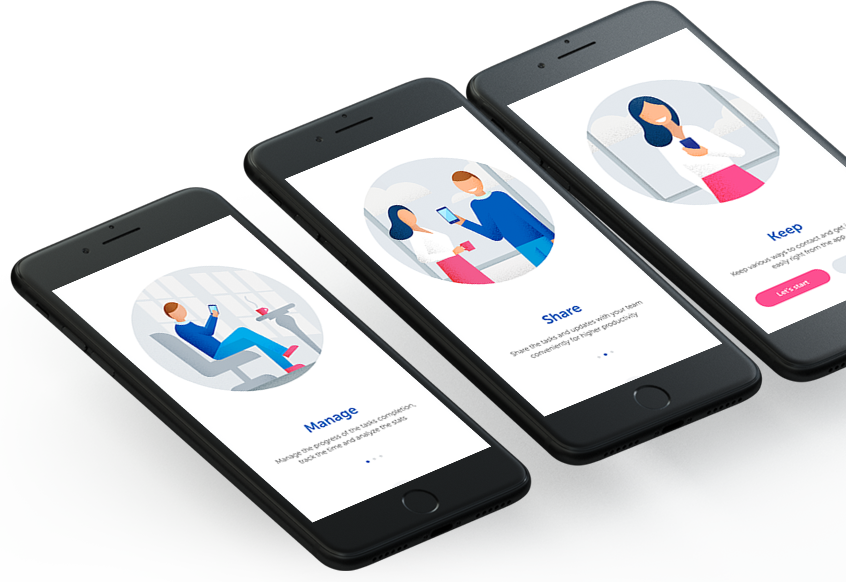 Manage
Manage the progress of the tasks completion,
track the time and analyze the stats
Share
Share the tasks and updates with your team
conveniently for higher productivity
Keep
Keep various ways to contact and get
easily right from the app
Let's start